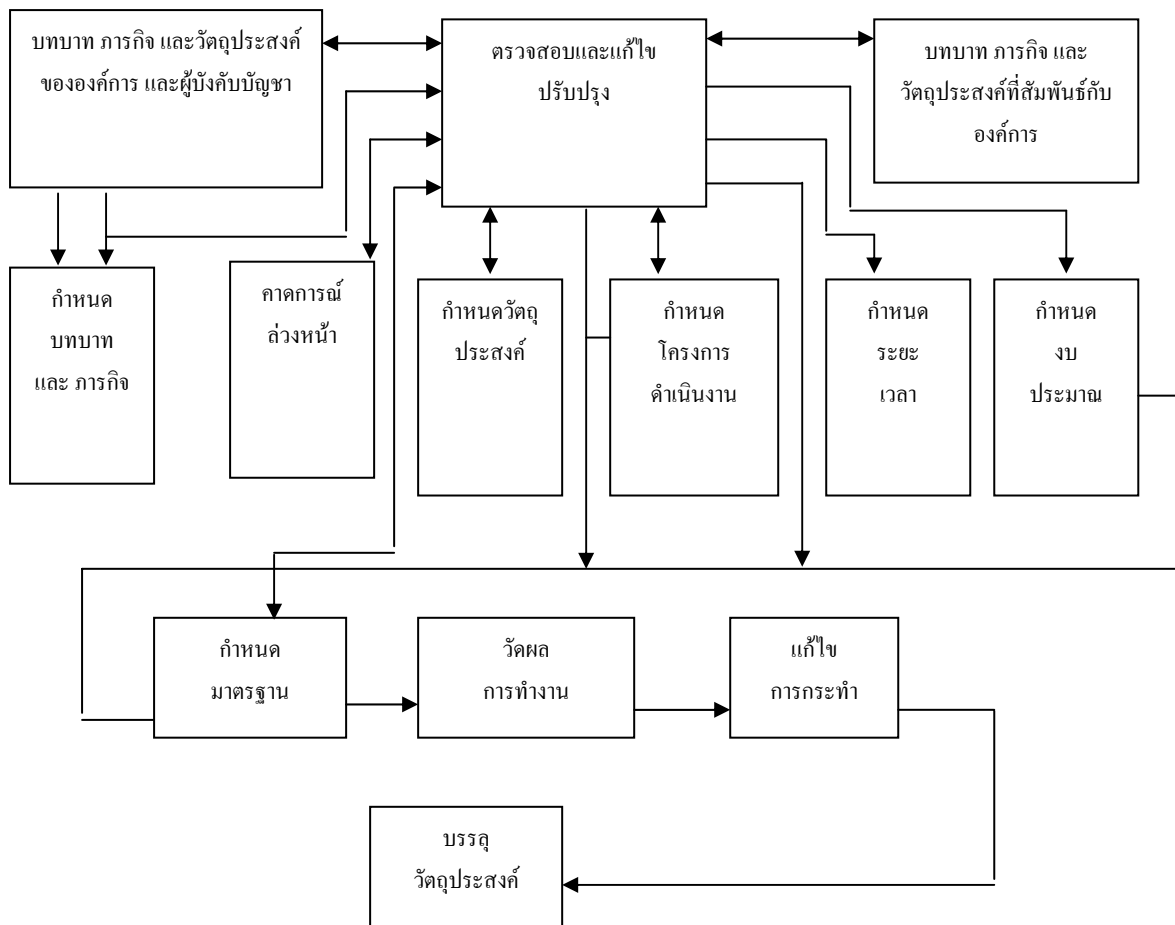 บทบาท ภารกิจ และวัตถุประสงค์
ขององค์การ และผู้บังคับบัญชา
ตรวจสอบและแก้ไข
ปรับปรุง
บทบาท ภารกิจ และ
วัตถุประสงค์ที่สัมพันธ์กับ
องค์การ
กำหนด
บทบาท
และ ภารกิจ
คาดการณ์
ล่วงหน้า
กำหนดวัตถุ
ประสงค์
กำหนด
โครงการ
ดำเนินงาน
กำหนด
ระยะ
เวลา
กำหนด
งบ
ประมาณ
กำหนด
มาตรฐาน
วัดผล
การทำงาน
แก้ไข
การกระทำ
บรรลุ
วัตถุประสงค์